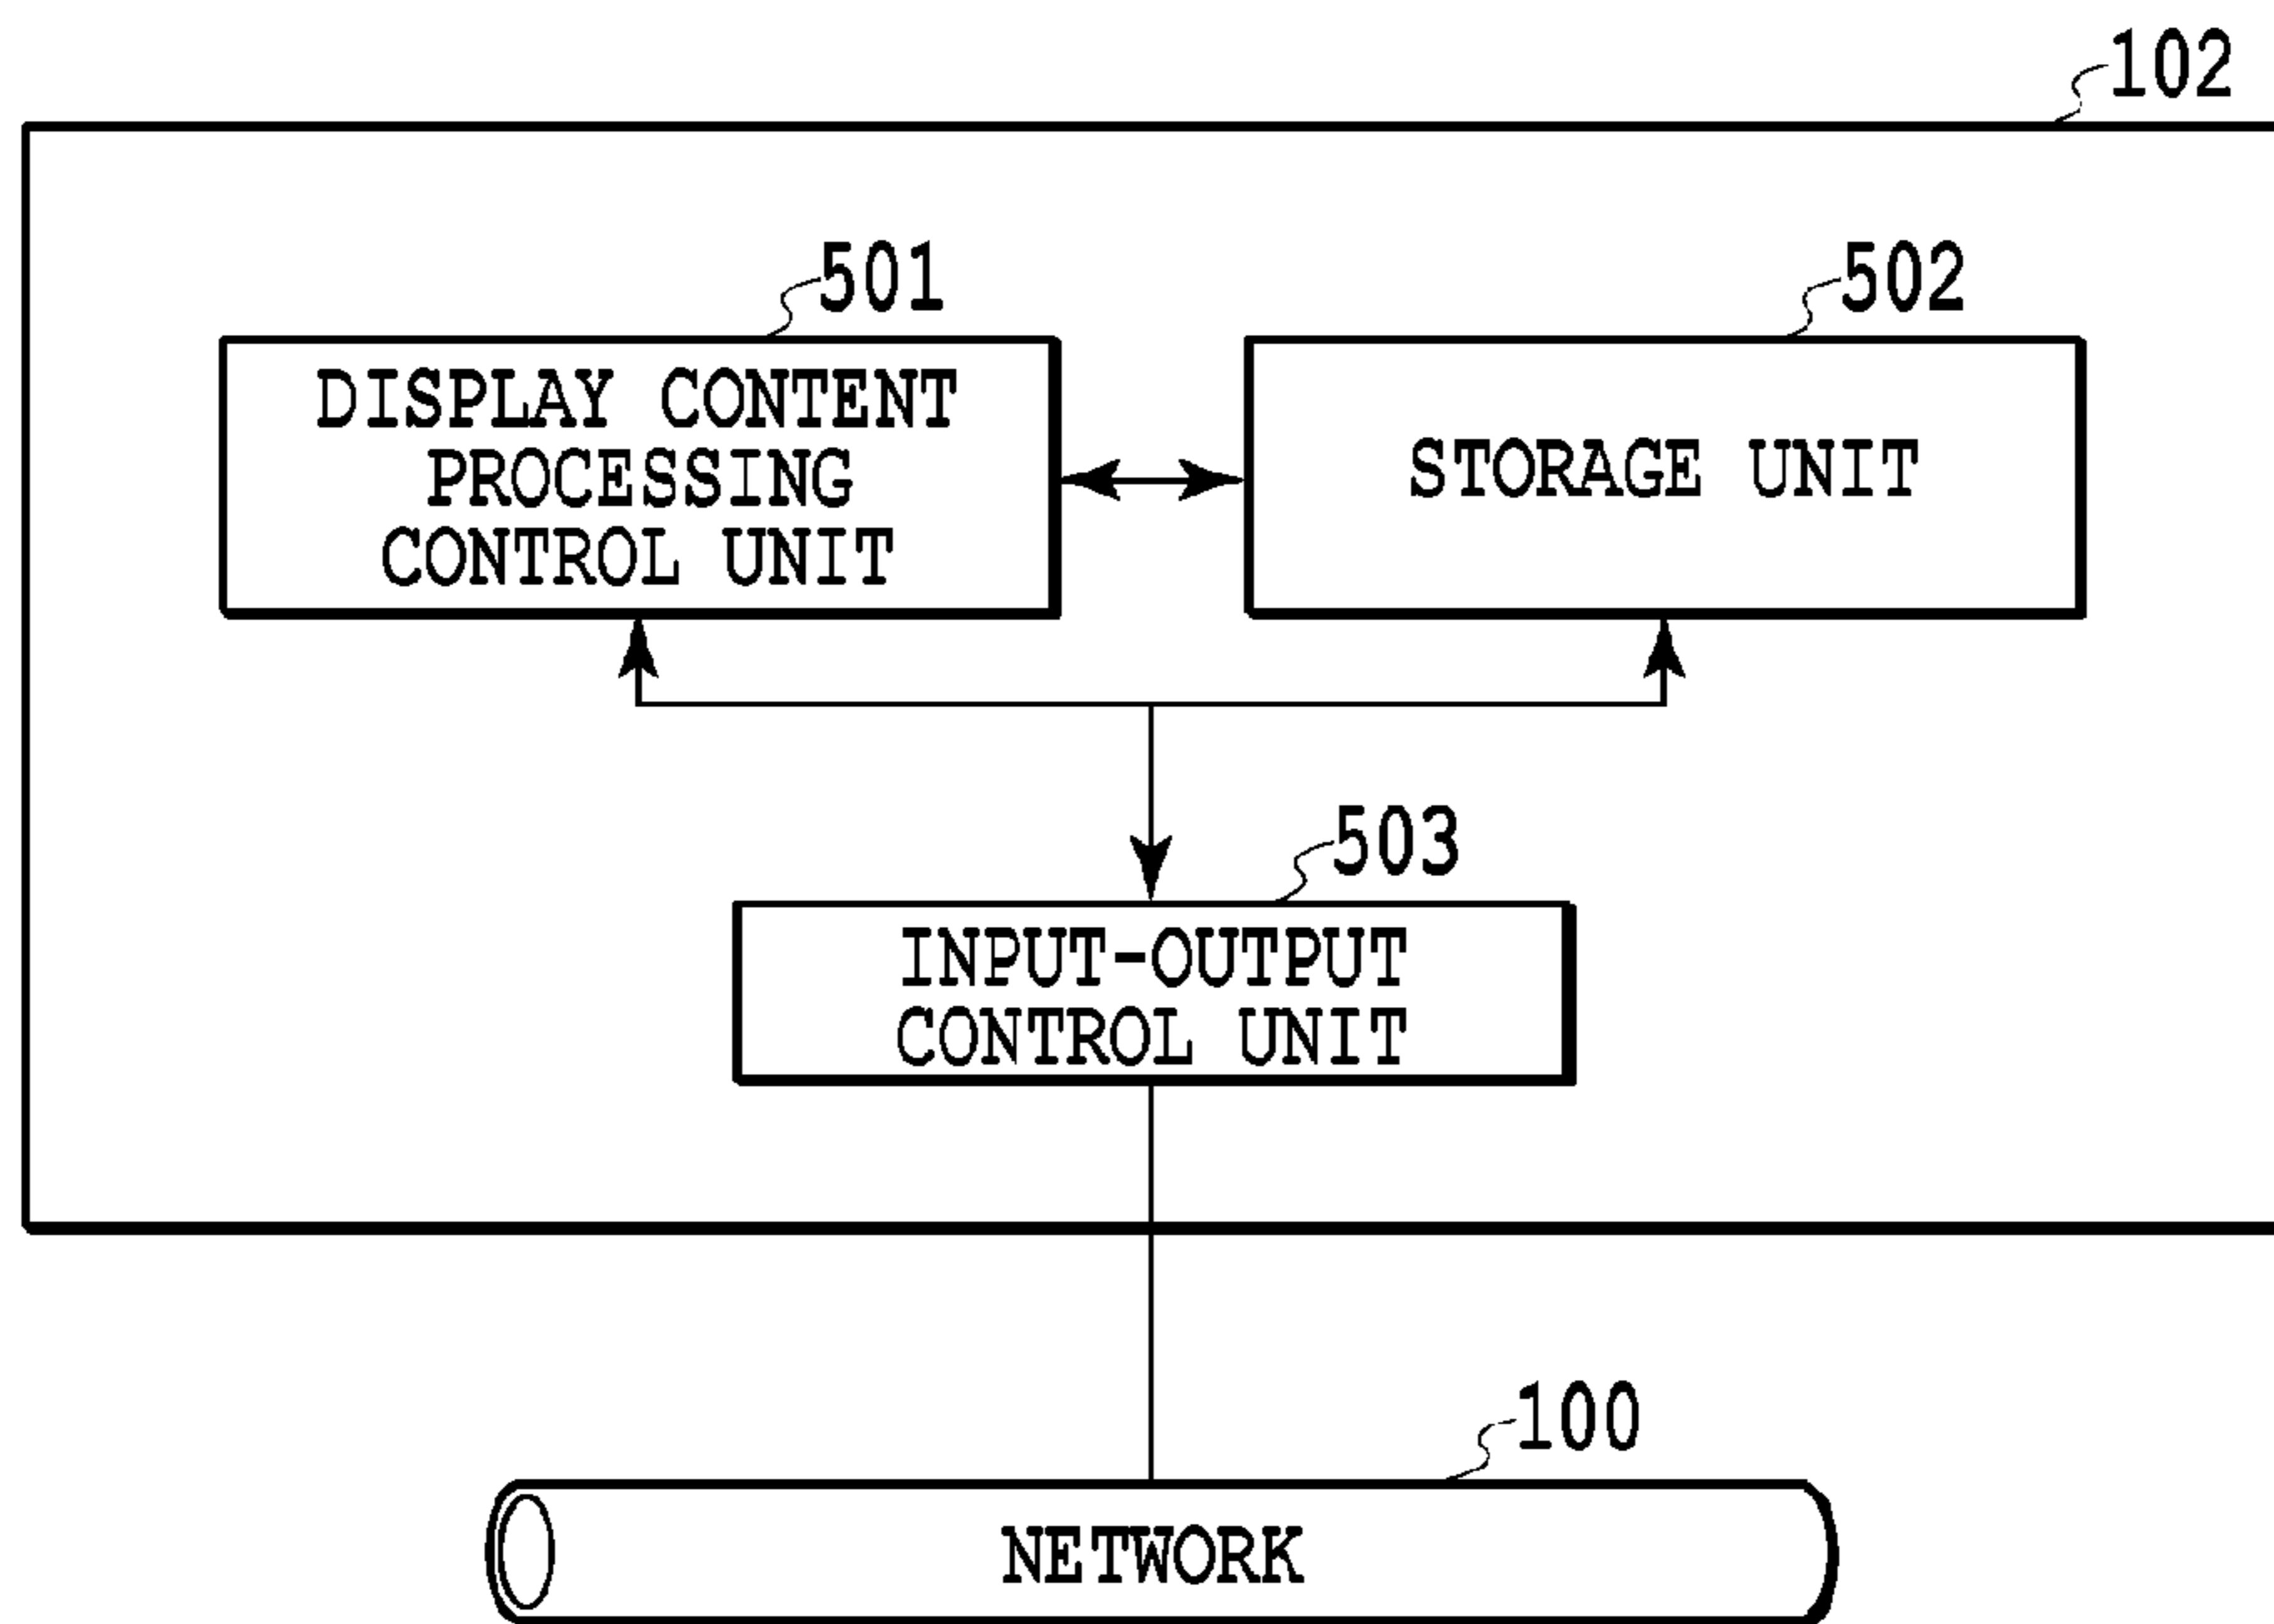 102
501
502
DISPLAY CONTENT
PROCESSING
CONTROL UNIT
STORAGE UNIT
503
INPUT-OUTPUT
CONTROL UNIT
100
NETWORK